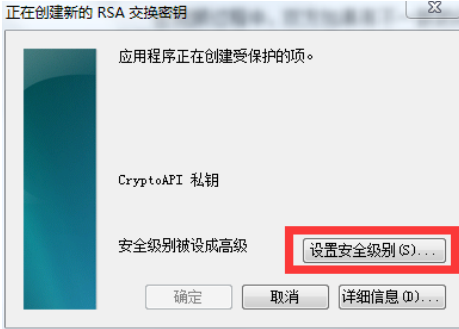 正在创建新的 RSA 交换密钥
应用程序正在创建受保护的项。
CryptoAPI 私钥
安全级别被设成高级
设置安全级别(S)...
确定
取消
详细信息(D)...